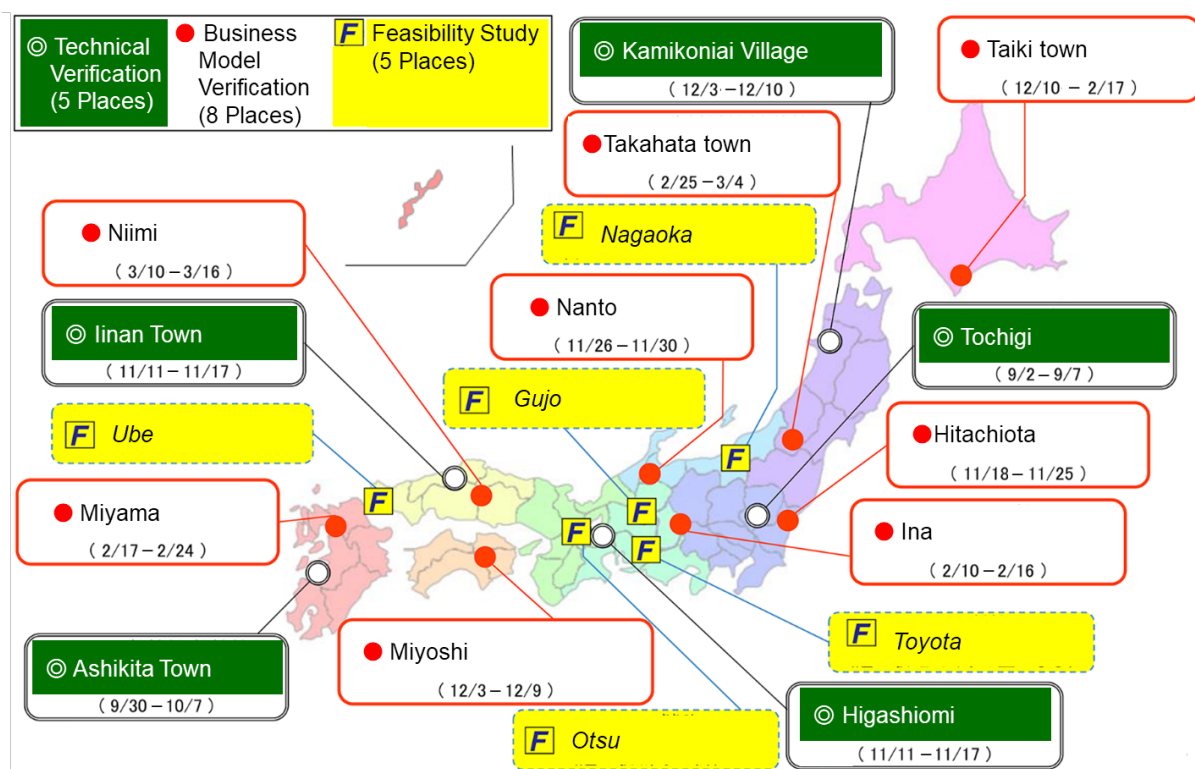 ◎ Technical
Verification
(5 Places)
● Business
Model
Verification
(8 Places)
F Feasibility Study
(5 Places)
◎ Kamikoniai Village
(12/3 – 12/10)
● Taiki town
(12/10 – 2/17)
● Takahata town
(2/25 – 3/4)
F Nagaoka
● Niimi
(3/10 – 3/16)
● Nanto
(11/26 – 11/30)
◎ Iinan Town
(11/11 – 11/17)
◎ Tochigi
(9/2 – 9/7)
F Gujo
F Ube
● Hitachiota
(11/18 – 11/25)
F
F
F
F
F
● Miyama
(2/17 – 2/24)
● Ina
(2/10 – 2/16)
F Toyota
◎ Ashikita Town
(9/30 – 10/7)
● Miyoshi
(12/3 – 12/9)
F Otsu
◎ Higashiomi
(11/11 – 11/17)